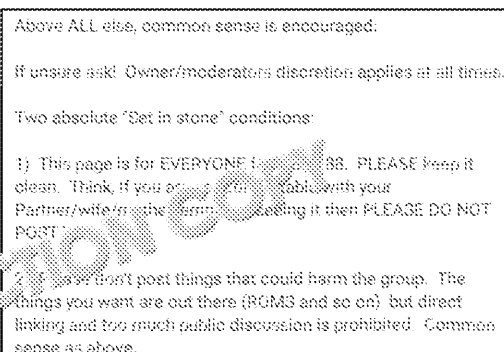 Above ALL else, common sense is encouraged.
If unsure ask! Owner/moderators discretion applies at all times.
Two absolute "Set in stone" conditions:
1) This page is for EVERYONE PLEASE keep it
clean. Think, if you with your
Partner/wife/ seeing it then PLEASE DO NOT
POST
don't post things that could harm the group. The
things you want are out there (ROMS and so on) but direct
linking and too much public discussion is prohibited. Common
sense as above.
TION COPY